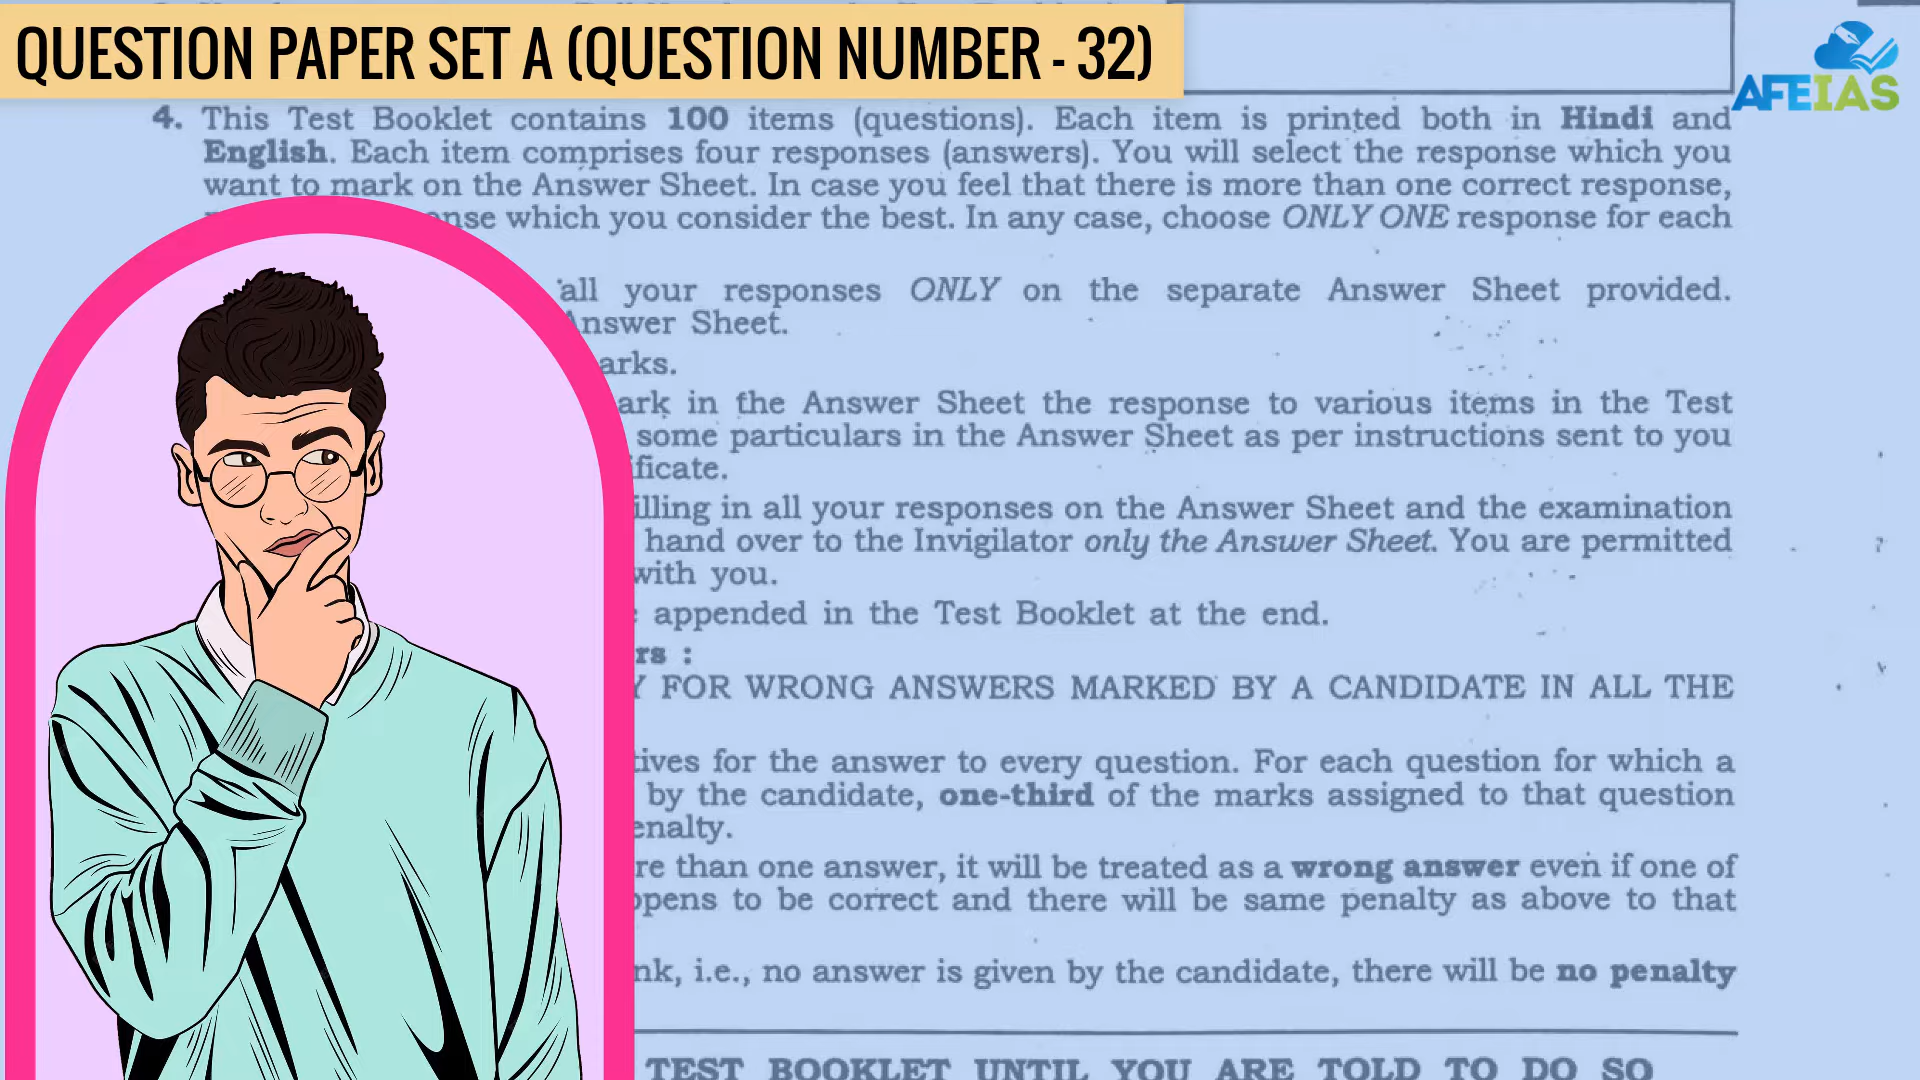 QUESTION PAPER SET A (QUESTION NUMBER - 32)
AFEIAS
4. This Test Booklet contains 100 items (questions). Each item is printed both in Hindi and
English. Each item comprises four responses (answers). You will select the response which you
want to mark on the Answer Sheet. In case you feel that there is more than one correct response,
which you consider the best. In any case, choose ONLY ONE response for each
all your responses ONLY on the separate Answer Sheet provided.
Answer Sheet.
arks.
ark in the Answer Sheet the response to various items in the Test
some particulars in the Answer Sheet as per instructions sent to you
ificate.
illing in all your responses on the Answer Sheet and the examination
hand over to the Invigilator only the Answer Sheet. You are permitted
with you.
appended in the Test Booklet at the end.
rs :
Y FOR WRONG ANSWERS MARKED BY A CANDIDATE IN ALL THE
tives for the answer to every question. For each question for which a
by the candidate, one-third of the marks assigned to that question
enalty.
re than one answer, it will be treated as a wrong answer even if one of
ppens to be correct and there will be same penalty as above to that
nk, i.e., no answer is given by the candidate, there will be no penalty
TEST BOOKLET UNTIL YOU ARE TOLD TO DO SO